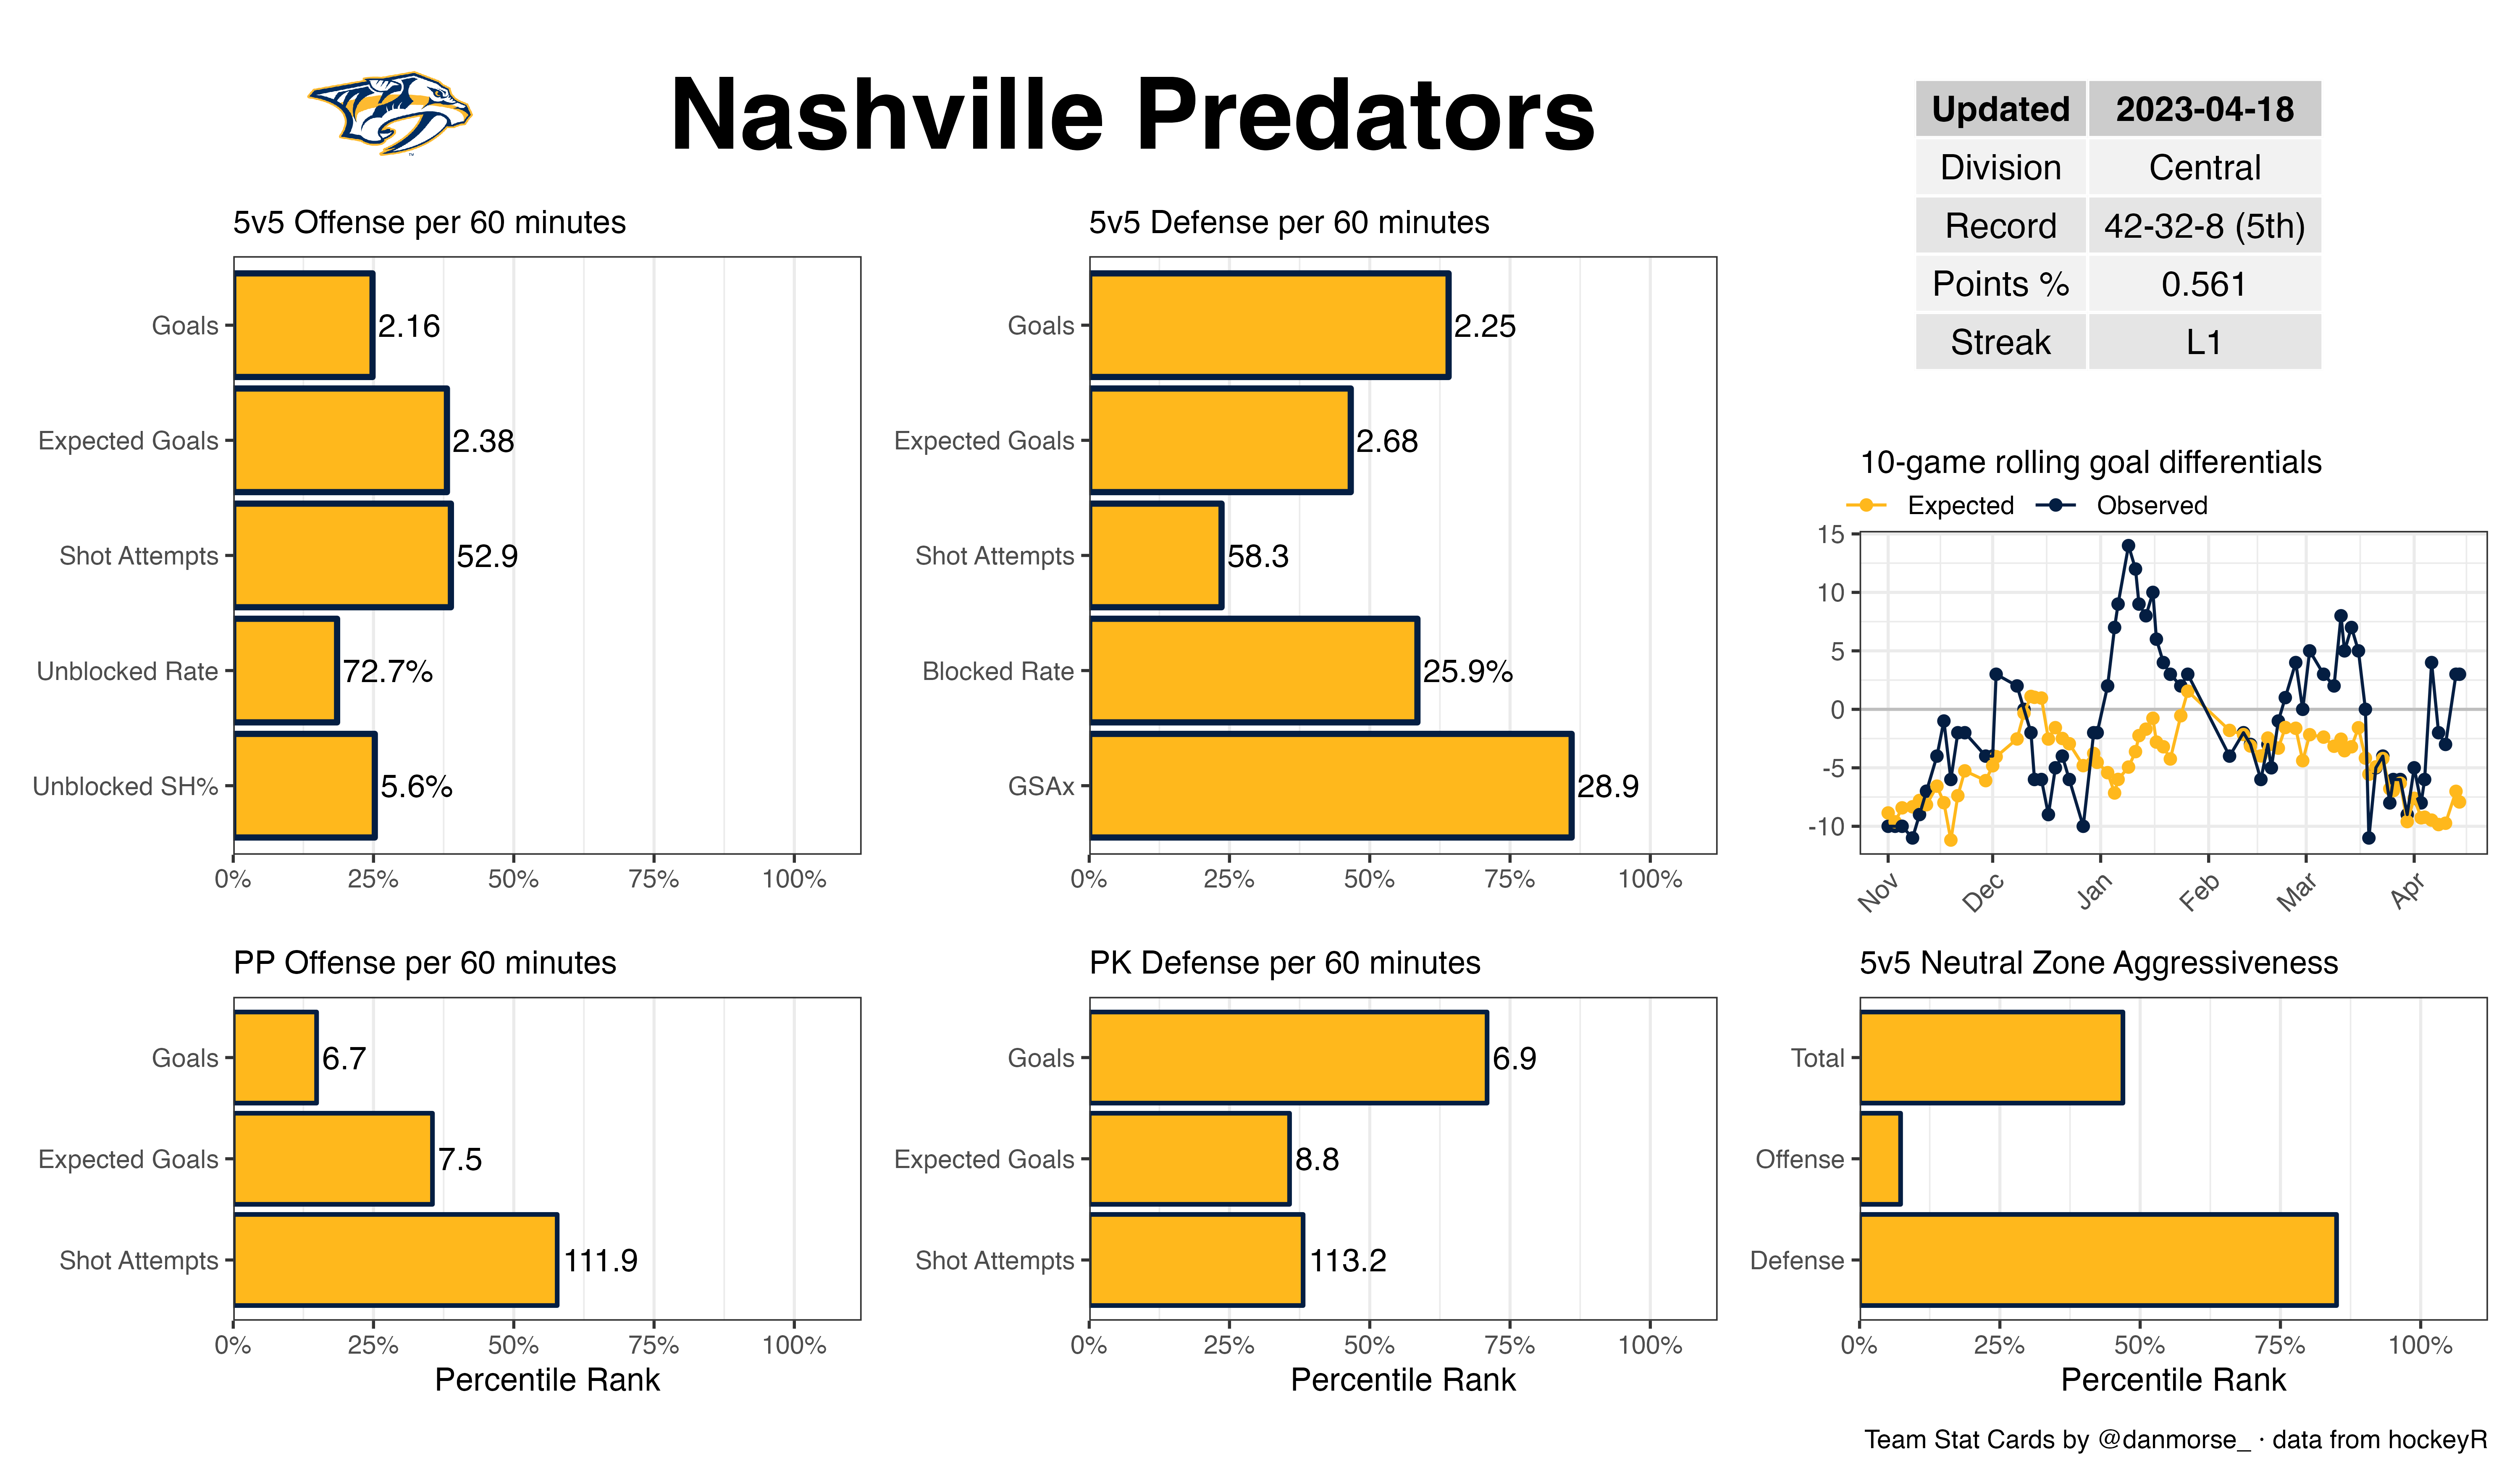 Nashville Predators
Updated 2023-04-18
Division Central
Record 42-32-8 (5th)
Points % 0.561
Streak L1
5v5 Offense per 60 minutes
Goals 2.16
Expected Goals 2.38
Shot Attempts 52.9
Unblocked Rate 72.7%
Unblocked SH% 5.6%
0% 25% 50% 75% 100%
5v5 Defense per 60 minutes
Goals 2.25
Expected Goals 2.68
Shot Attempts 58.3
Blocked Rate 25.9%
GSAx 28.9
0% 25% 50% 75% 100%
10-game rolling goal differentials
Expected Observed
15
10
5
0
-5
-10
Nov Dec Jan Feb Mar Apr
PP Offense per 60 minutes
Goals 6.7
Expected Goals 7.5
Shot Attempts 111.9
0% 25% 50% 75% 100%
Percentile Rank
PK Defense per 60 minutes
Goals 6.9
Expected Goals 8.8
Shot Attempts 113.2
0% 25% 50% 75% 100%
Percentile Rank
5v5 Neutral Zone Aggressiveness
Total
Offense
Defense
0% 25% 50% 75% 100%
Percentile Rank
Team Stat Cards by @danmorse_ · data from hockeyR